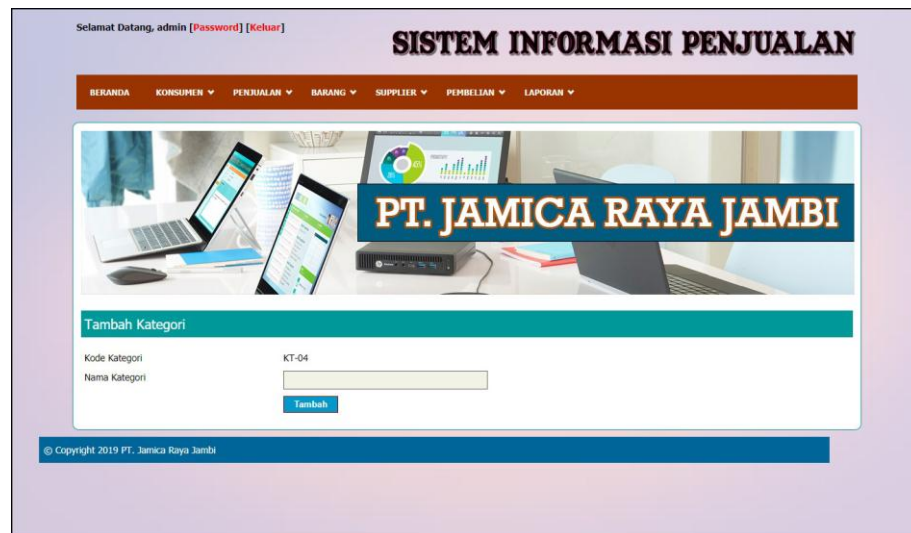 Selamat Datang, admin [Password] [Keluar]
SISTEM INFORMASI PENJUALAN
BERANDA KONSUMEN PENJUALAN BARANG SUPPLIER PEMBELIAN LAPORAN
PT. JAMICA RAYA JAMBI
Tambah Kategori
Kode Kategori KT-04
Nama Kategori
Tambah
© Copyright 2019 PT. Jamica Raya Jambi